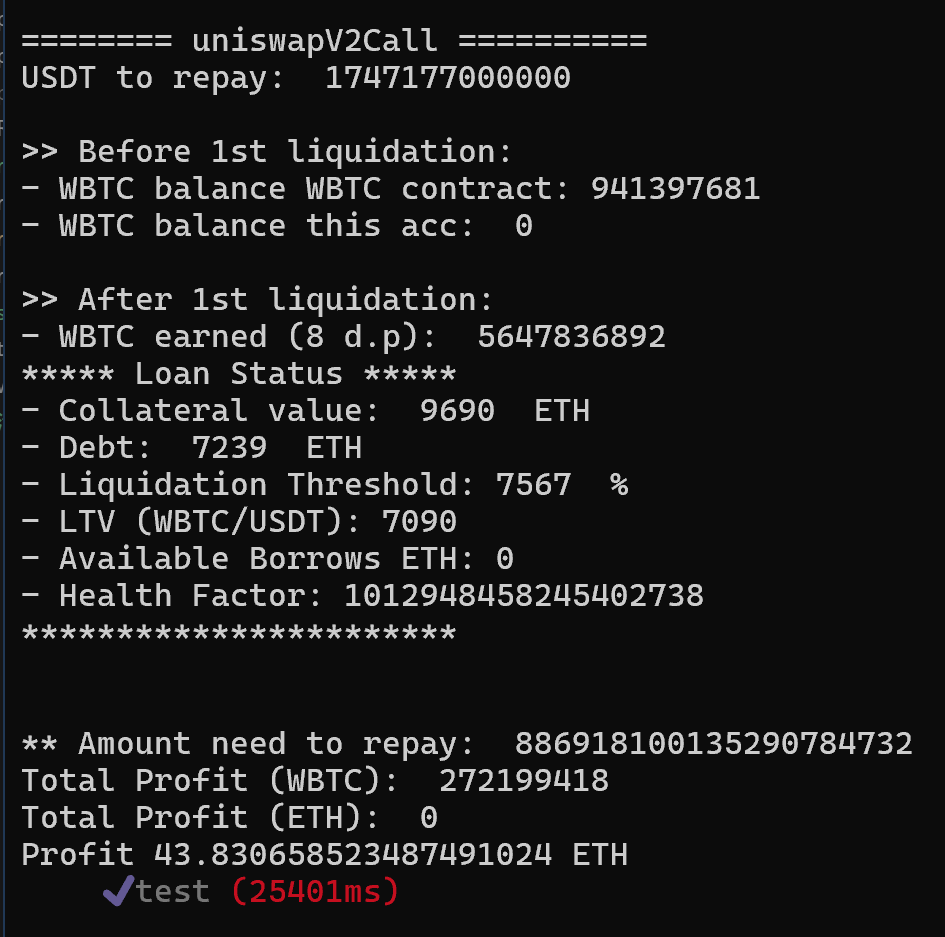 ======== uniswapV2Call ==========
USDT to repay:  1747177000000
>> Before 1st liquidation:
- WBTC balance WBTC contract: 941397681
- WBTC balance this acc:  0
>> After 1st liquidation:
- WBTC earned (8 d.p):  5647836892
***** Loan Status *****
- Collateral value:  9690  ETH
- Debt:  7239  ETH
- Liquidation Threshold: 7567  %
- LTV (WBTC/USDT): 7090
- Available Borrows ETH: 0
- Health Factor: 1012948458245402738
***********************
** Amount need to repay:  886918100135290784732
Total Profit (WBTC):  272199418
Total Profit (ETH):  0
Profit 43.830658523487491024 ETH
✓test (25401ms)